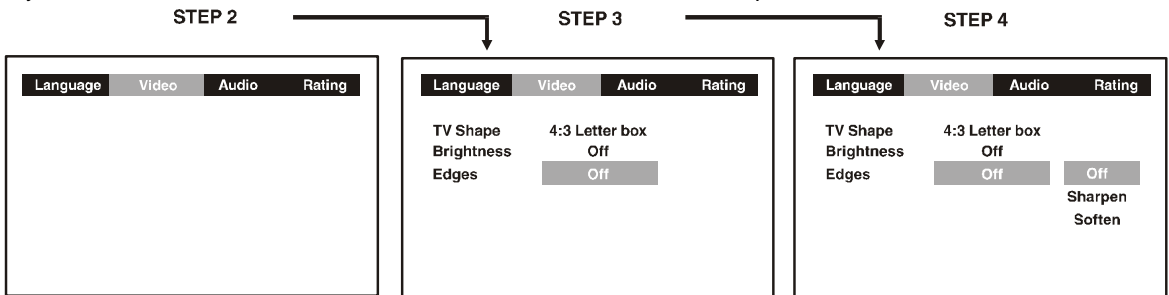 STEP 2
STEP 3
STEP 4
Language Video Audio Rating
Language Video Audio Rating
TV Shape 4:3 Letter box
Brightness Off
Edges Off
Language Video Audio Rating
TV Shape 4:3 Letter box
Brightness Off
Edges Off Off
Sharpen
Soften